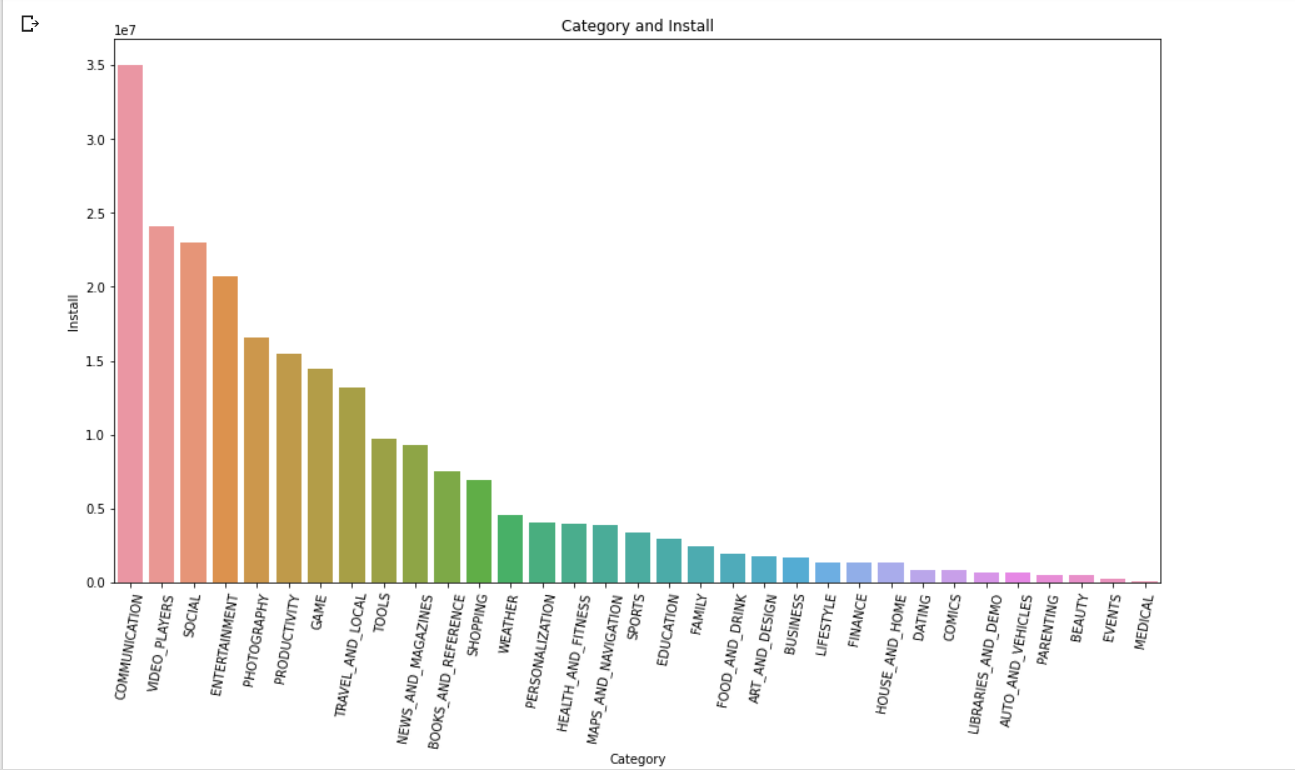 Category and Install
1e7
3.5
3.0
2.5
2.0
1.5
1.0
0.5
0.0
Install
COMMUNICATION
VIDEO_PLAYERS
SOCIAL
ENTERTAINMENT
PHOTOGRAPHY
PRODUCTIVITY
GAME
TRAVEL_AND_LOCAL
TOOLS
NEWS_AND_MAGAZINES
BOOKS_AND_REFERENCE
SHOPPING
WEATHER
PERSONALIZATION
HEALTH_AND_FITNESS
MAPS_AND_NAVIGATION
SPORTS
EDUCATION
FAMILY
FOOD_AND_DRINK
ART_AND_DESIGN
BUSINESS
LIFESTYLE
FINANCE
HOUSE_AND_HOME
DATING
COMICS
LIBRARIES_AND_DEMO
AUTO_AND_VEHICLES
PARENTING
BEAUTY
EVENTS
MEDICAL
Category